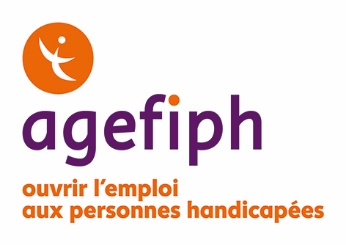 agefiph
ouvrir l'emploi
aux personnes handicapées